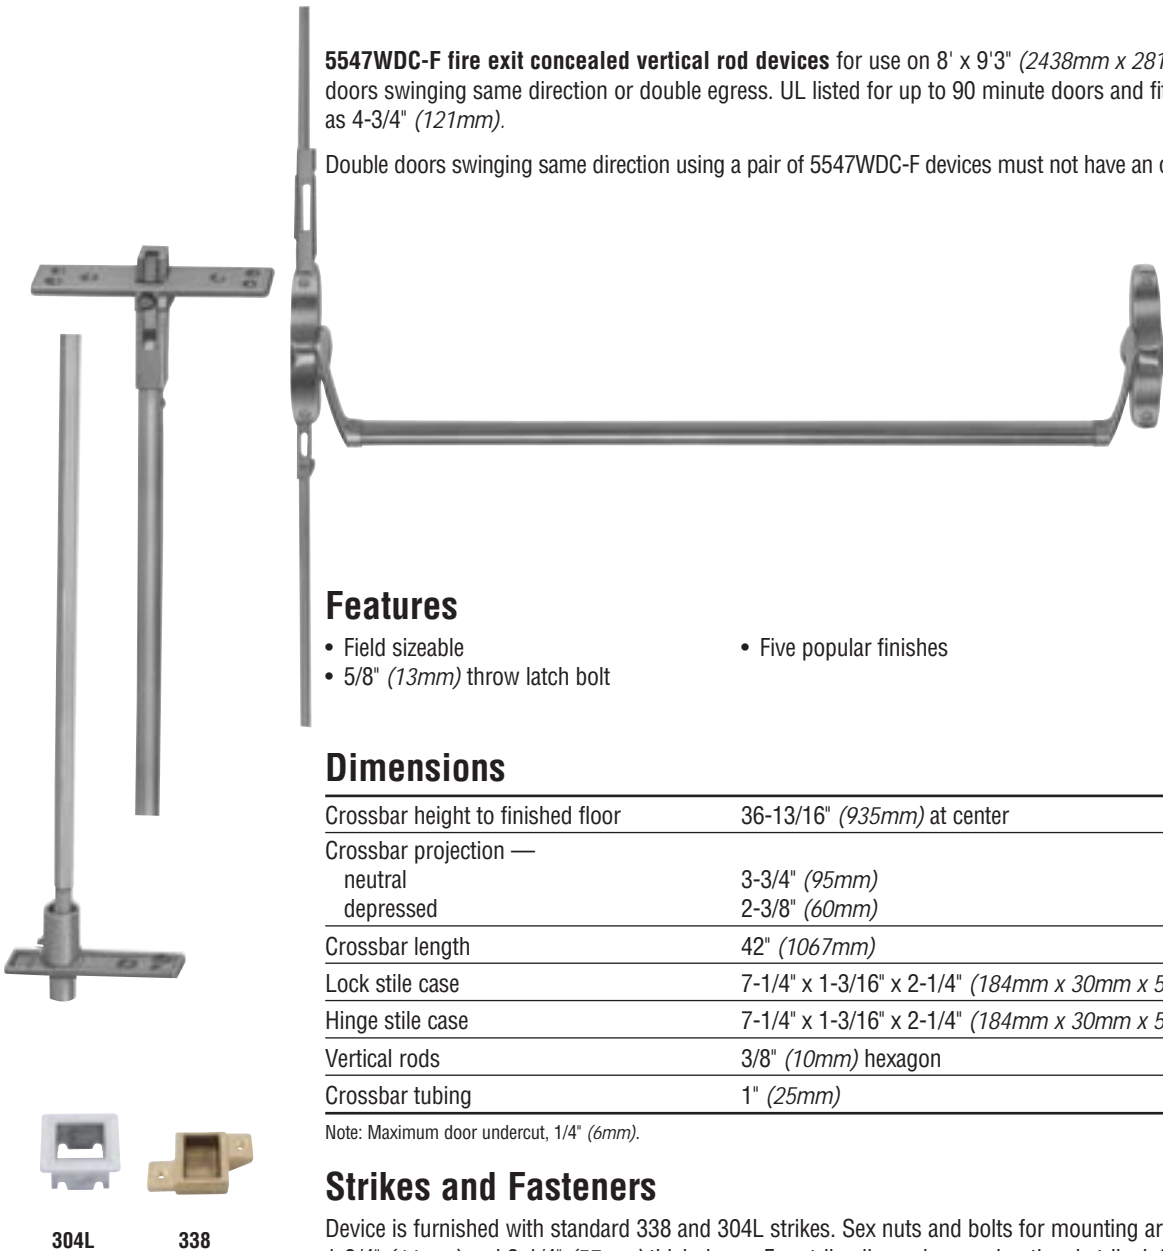 5547WDC-F fire exit concealed vertical rod devices for use on 8' x 9'3" (2438mm x 281
doors swinging same direction or double egress. UL listed for up to 90 minute doors and fi
as 4-3/4" (121mm).
Double doors swinging same direction using a pair of 5547WDC-F devices must not have an
Features
• Field sizeable
• 5/8" (13mm) throw latch bolt
• Five popular finishes
Dimensions
Crossbar height to finished floor 36-13/16" (935mm) at center
Crossbar projection —
neutral 3-3/4" (95mm)
depressed 2-3/8" (60mm)
Crossbar length 42" (1067mm)
Lock stile case 7-1/4" x 1-3/16" x 2-1/4" (184mm x 30mm x 5
Hinge stile case 7-1/4" x 1-3/16" x 2-1/4" (184mm x 30mm x 5
Vertical rods 3/8" (10mm) hexagon
Crossbar tubing 1" (25mm)
Note: Maximum door undercut, 1/4" (6mm).
Strikes and Fasteners
Device is furnished with standard 338 and 304L strikes. Sex nuts and bolts for mounting ar
304L 338